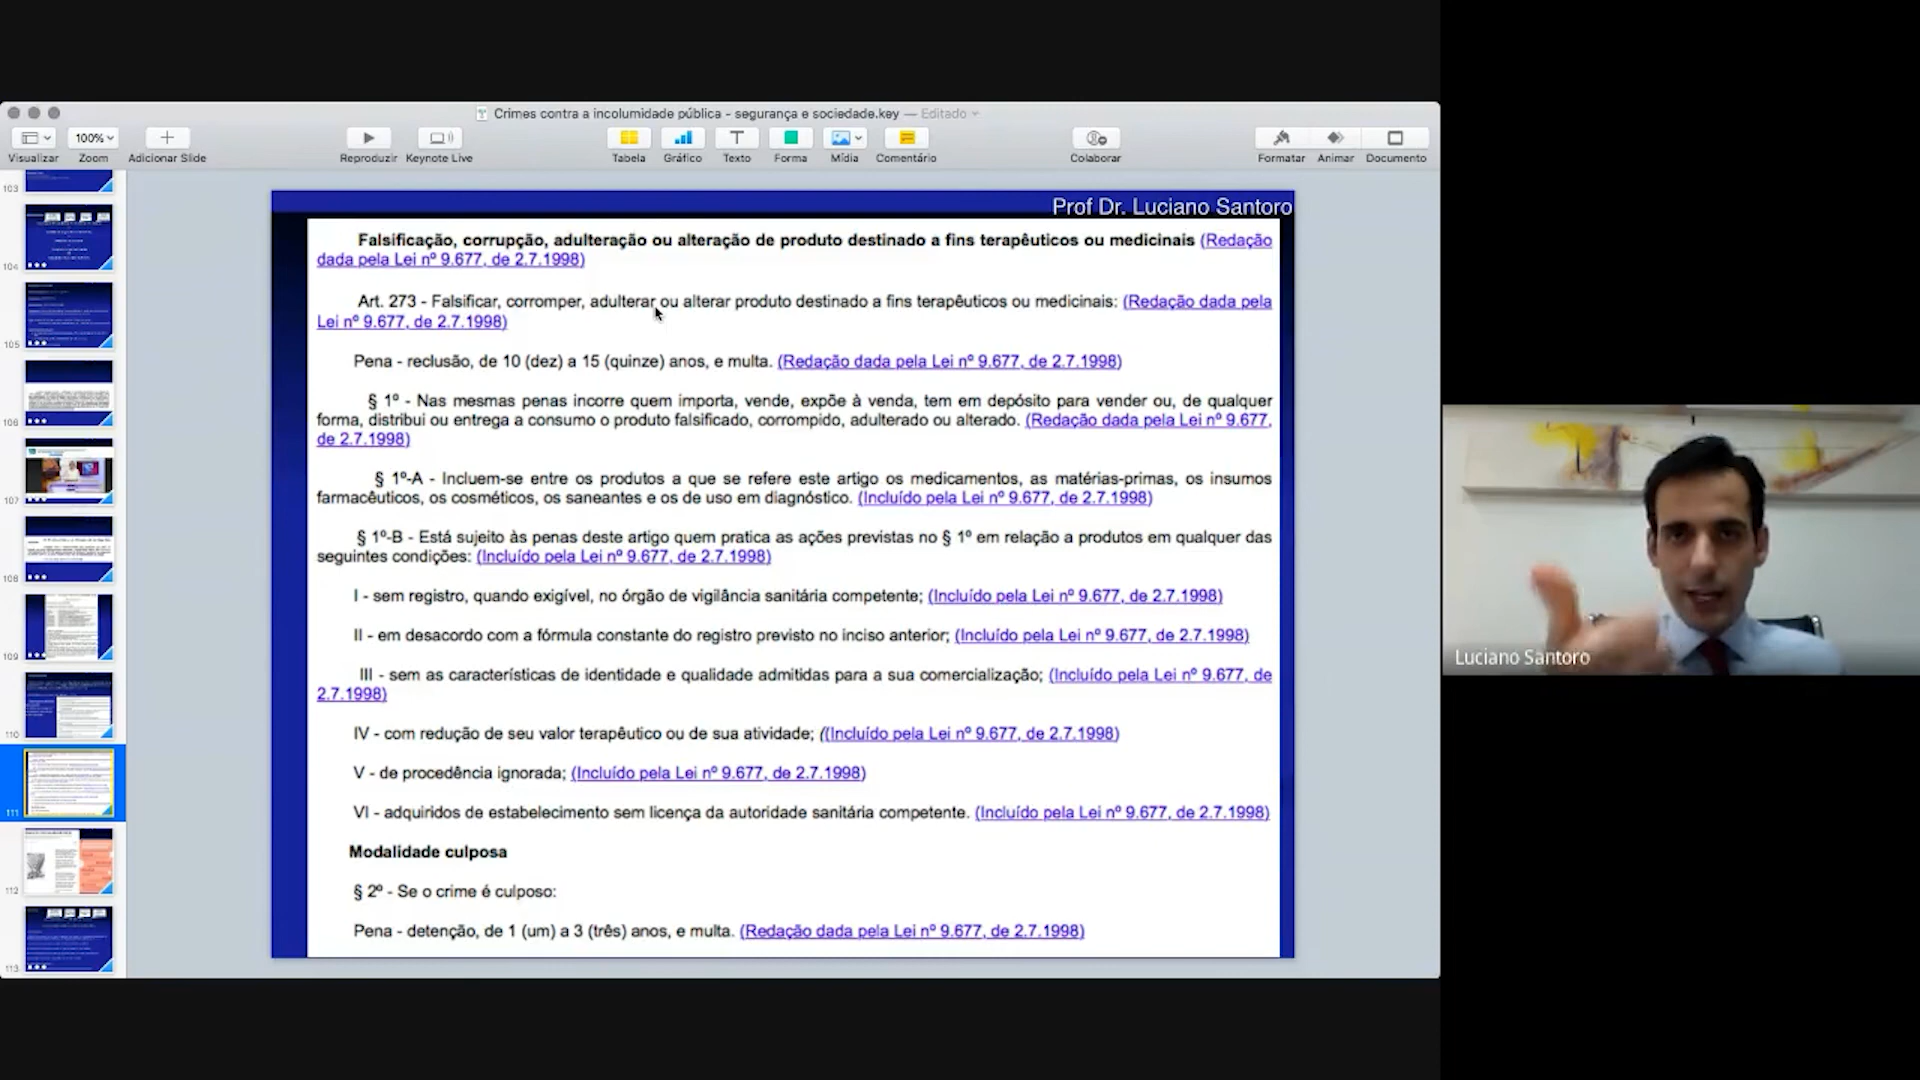 Crimes contra a incolumidade pública - segurança e sociedade.key — Editado
100%
Visualizar
Zoom
Adicionar Slide
Reproduzir
Keynote Live
Tabela
Gráfico
Texto
Forma
Mídia
Comentário
Colaborar
Formatar
Animar
Documento
103
104
105
106
107
108
109
110
111
112
113
Prof Dr. Luciano Santoro
Falsificação, corrupção, adulteração ou alteração de produto destinado a fins terapêuticos ou medicinais (Redação
dada pela Lei nº 9.677, de 2.7.1998)
Art. 273 - Falsificar, corromper, adulterar ou alterar produto destinado a fins terapêuticos ou medicinais: (Redação dada pela
Lei nº 9.677, de 2.7.1998)
Pena - reclusão, de 10 (dez) a 15 (quinze) anos, e multa. (Redação dada pela Lei nº 9.677, de 2.7.1998)
§ 1º - Nas mesmas penas incorre quem importa, vende, expõe à venda, tem em depósito para vender ou, de qualquer
forma, distribui ou entrega a consumo o produto falsificado, corrompido, adulterado ou alterado. (Redação dada pela Lei nº 9.677,
de 2.7.1998)
§ 1º-A - Incluem-se entre os produtos a que se refere este artigo os medicamentos, as matérias-primas, os insumos
farmacêuticos, os cosméticos, os saneantes e os de uso em diagnóstico. (Incluído pela Lei nº 9.677, de 2.7.1998)
§ 1º-B - Está sujeito às penas deste artigo quem pratica as ações previstas no § 1º em relação a produtos em qualquer das
seguintes condições: (Incluído pela Lei nº 9.677, de 2.7.1998)
I - sem registro, quando exigível, no órgão de vigilância sanitária competente; (Incluído pela Lei nº 9.677, de 2.7.1998)
II - em desacordo com a fórmula constante do registro previsto no inciso anterior; (Incluído pela Lei nº 9.677, de 2.7.1998)
III - sem as características de identidade e qualidade admitidas para a sua comercialização; (Incluído pela Lei nº 9.677, de
2.7.1998)
IV - com redução de seu valor terapêutico ou de sua atividade; ((Incluído pela Lei nº 9.677, de 2.7.1998)
V - de procedência ignorada; (Incluído pela Lei nº 9.677, de 2.7.1998)
VI - adquiridos de estabelecimento sem licença da autoridade sanitária competente. (Incluído pela Lei nº 9.677, de 2.7.1998)
Modalidade culposa
§ 2º - Se o crime é culposo:
Pena - detenção, de 1 (um) a 3 (três) anos, e multa. (Redação dada pela Lei nº 9.677, de 2.7.1998)
Luciano Santoro